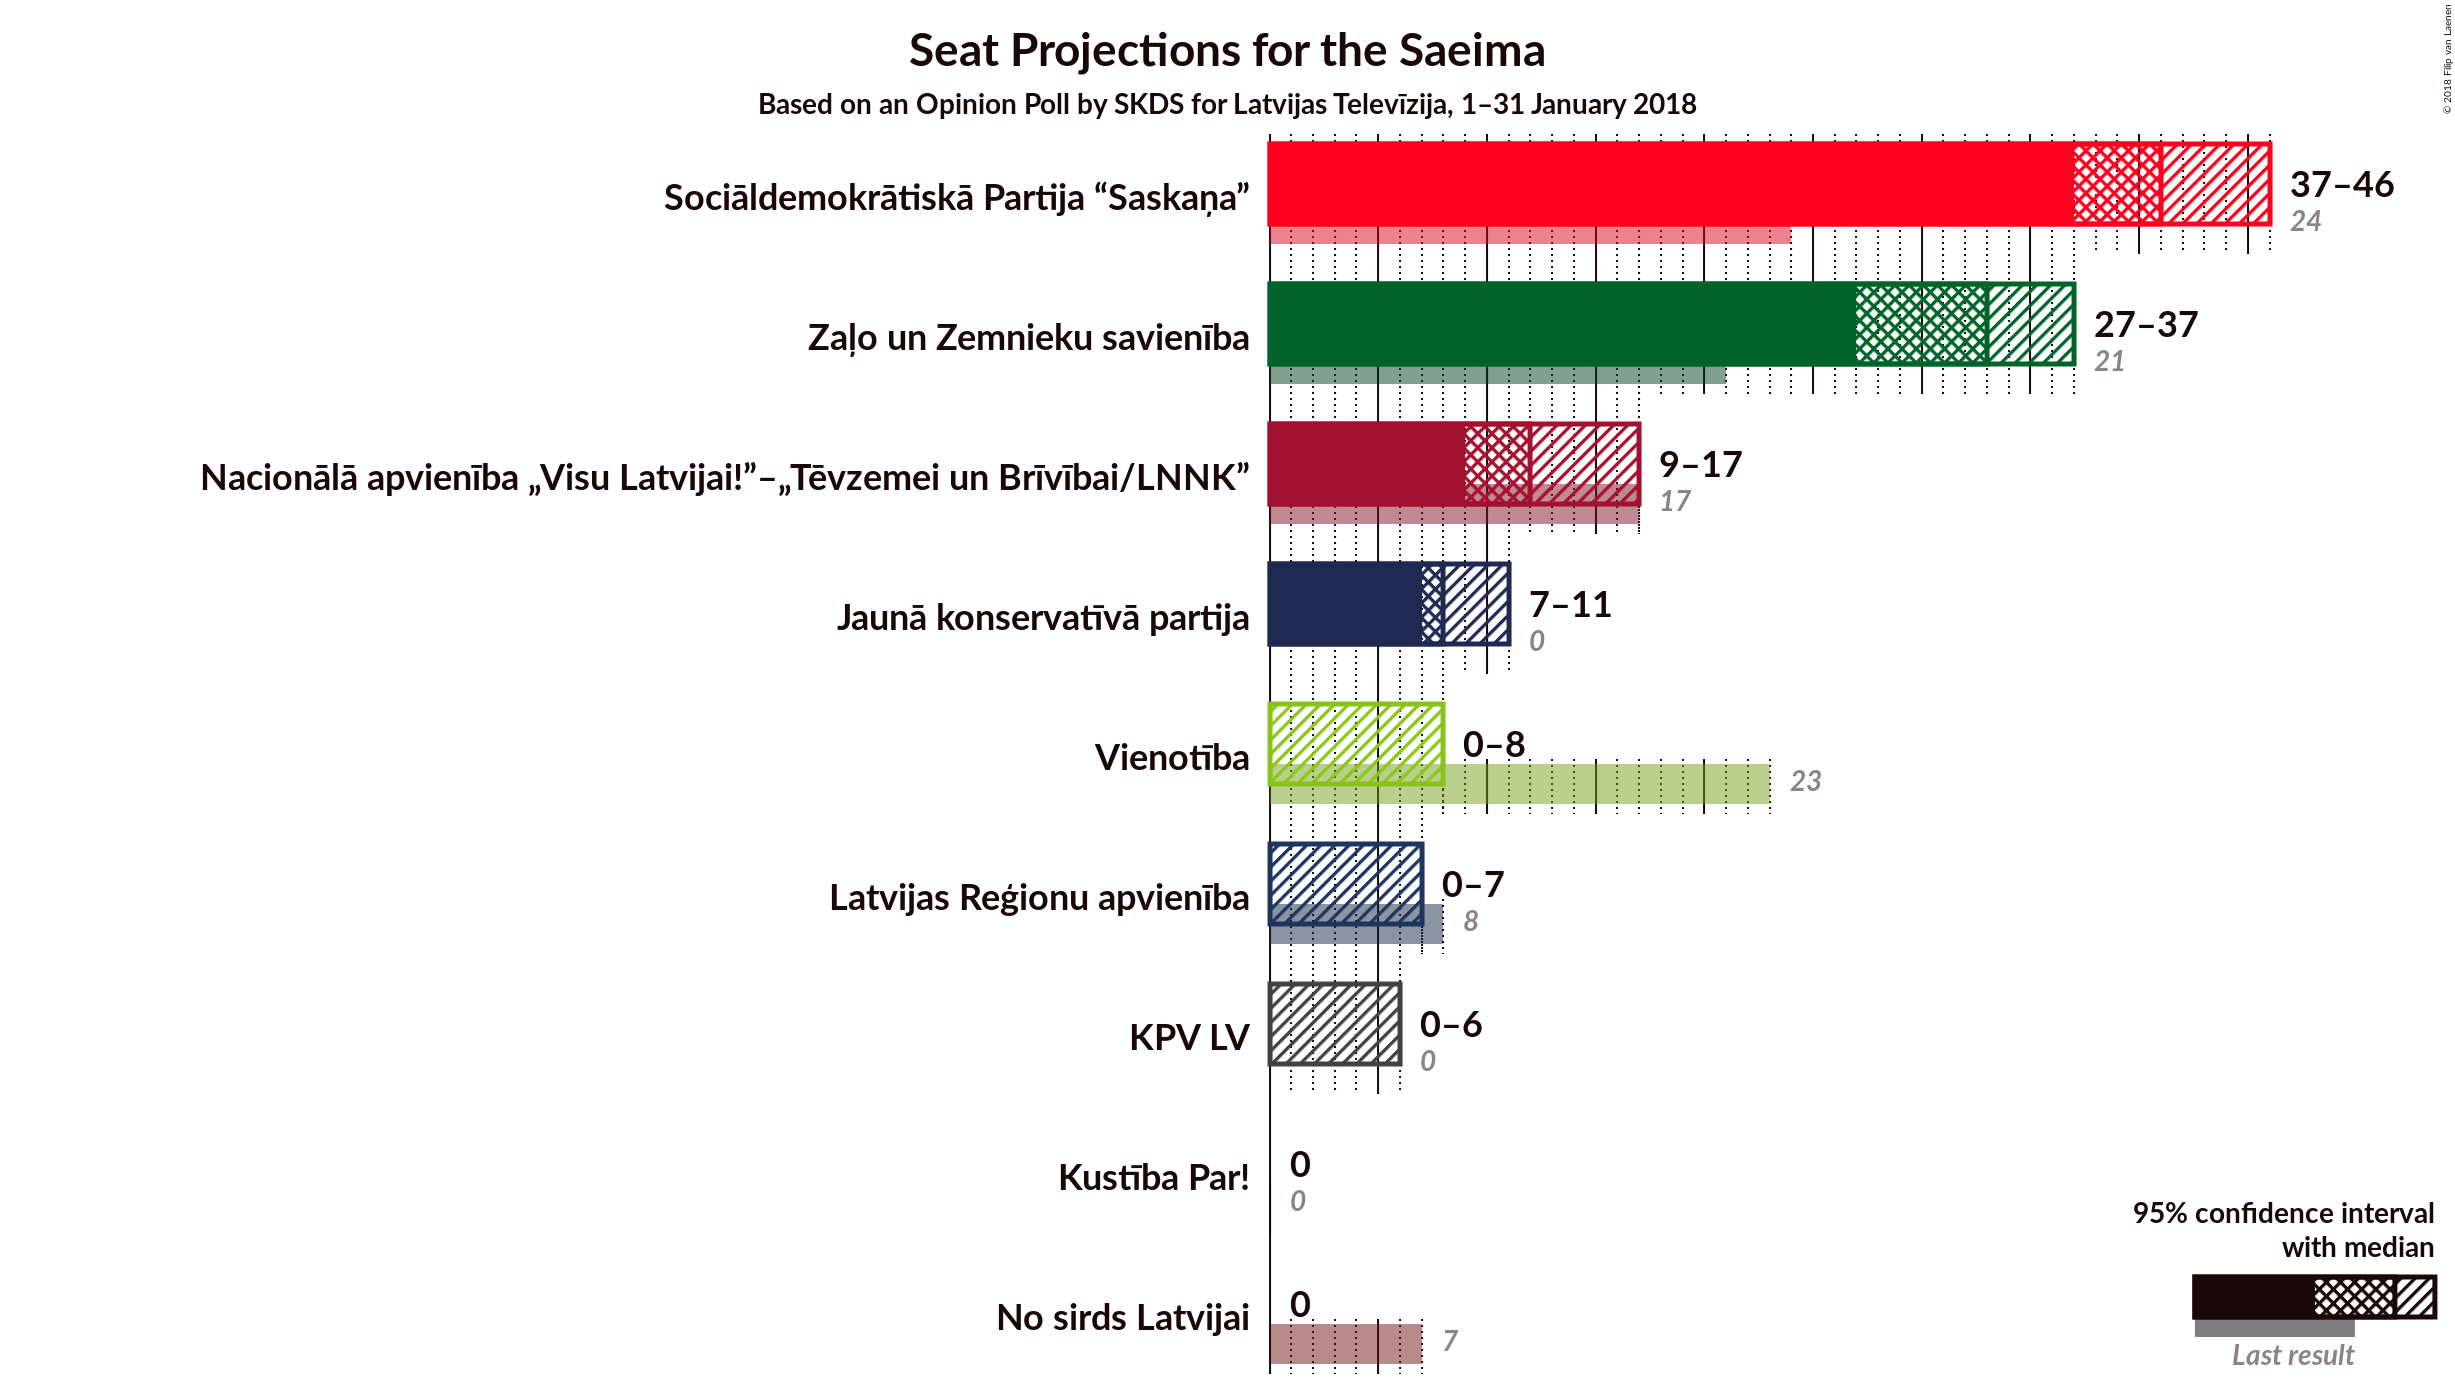 Seat Projections for the Saeima
Based on an Opinion Poll by SKDS for Latvijas Televīzija, 1–31 January 2018
© 2018 Filip van Laenen
Sociāldemokrātiskā Partija “Saskaņa”
37–46
24
Zaļo un Zemnieku savienība
27–37
21
Nacionālā apvienība „Visu Latvijai!”–„Tēvzemei un Brīvībai/LNNK”
9–17
17
Jaunā konservatīvā partija
7–11
0
Vienotība
0–8
23
Latvijas Reģionu apvienība
0–7
8
KPV LV
0–6
0
Kustība Par!
0
0
No sirds Latvijai
0
7
95% confidence interval
with median
Last result